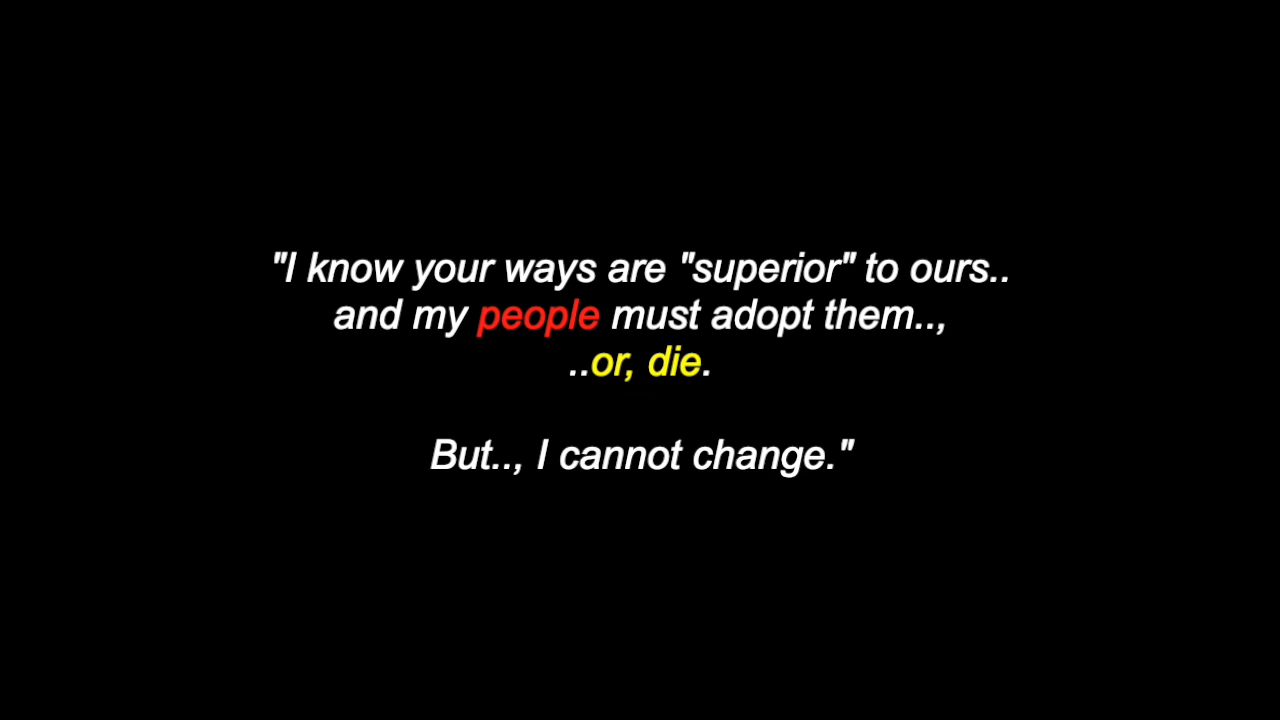 "I know your ways are "superior" to ours..
and my people must adopt them..,
..or, die.
But.., I cannot change."